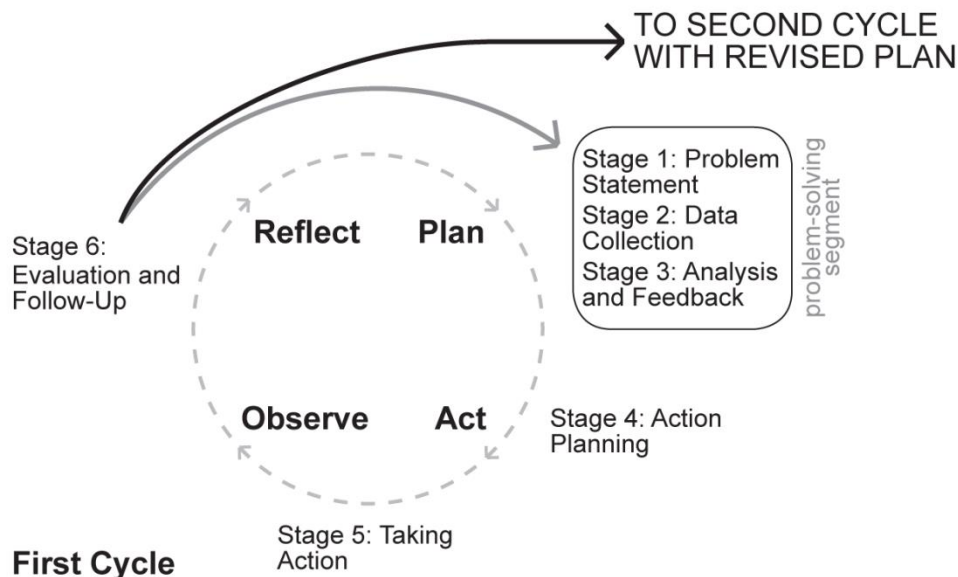 TO SECOND CYCLE
WITH REVISED PLAN
Stage 1: Problem
Statement
Stage 2: Data
Collection
Stage 3: Analysis
and Feedback
problem-solving
segment
Reflect
Plan
Stage 6:
Evaluation and
Follow-Up
Observe
Act
Stage 4: Action
Planning
Stage 5: Taking
Action
First Cycle